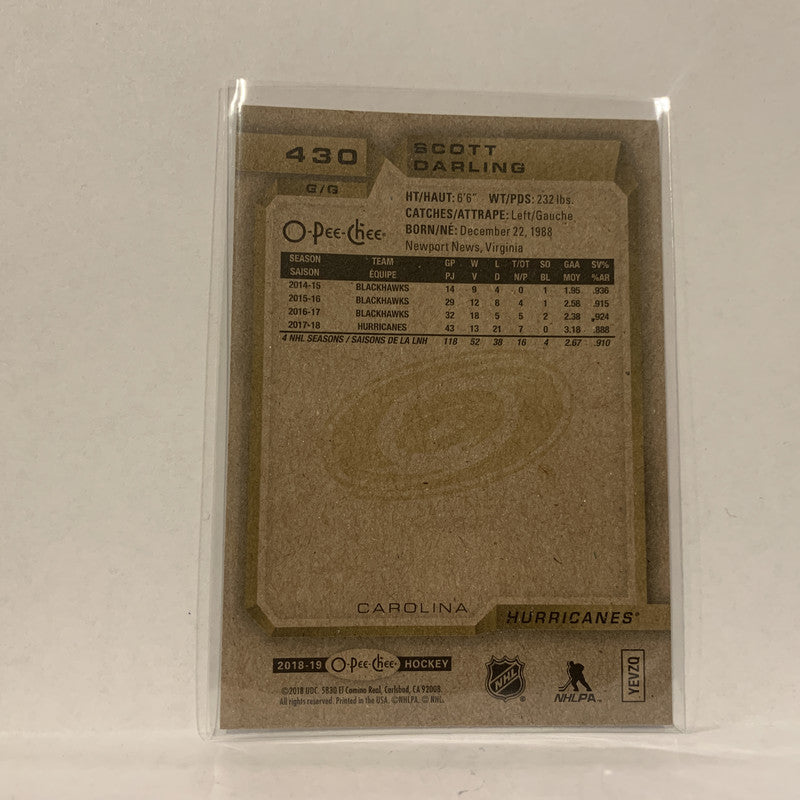 430
SCOTT
DARLING
G/G
HT/HAUT: 6'6" WT/PDS: 232 lbs.
CATCHES/ATTRAPE: Left/Gauche
BORN/NÉ: December 22, 1988
Newport News, Virginia
O-Pee-Chee®
SEASON TEAM GP W L T/OT SO GAA SV%
SAISON ÉQUIPE PJ V D N/P BL MOY %AR
2014-15 BLACKHAWKS 14 9 4 0 1 1.95 .936
2015-16 BLACKHAWKS 29 12 8 4 1 2.58 .915
2016-17 BLACKHAWKS 32 18 5 5 2 2.38 .924
2017-18 HURRICANES 43 13 21 7 0 3.18 .888
4 NHL SEASONS / SAISONS DE LA LNH 118 52 38 16 4 2.67 .910
CAROLINA
HURRICANES®
2018-19 O-Pee-Chee® HOCKEY
©2018 UDC. 5830 El Camino Real, Carlsbad, CA 92008.
All rights reserved. Printed in the USA. ©NHLPA. © NHL.
NHL
NHLPA™
YEVZQ